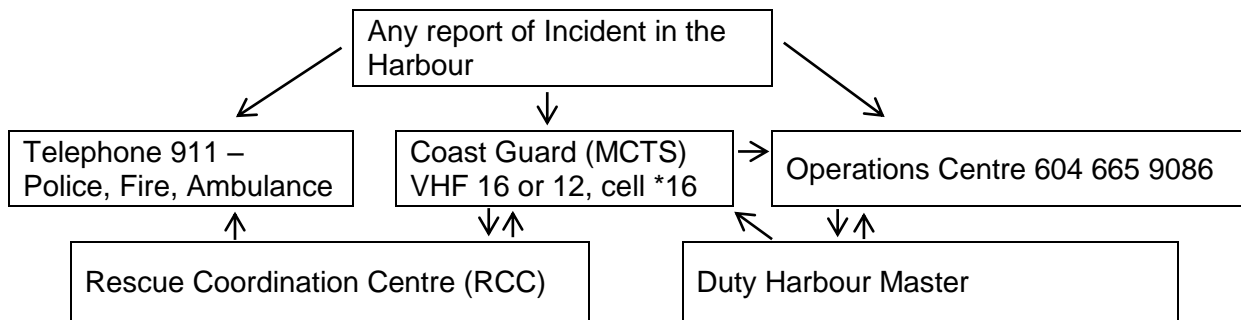 Any report of Incident in the
Harbour
Telephone 911 –
Police, Fire, Ambulance
Coast Guard (MCTS)
VHF 16 or 12, cell *16
Operations Centre 604 665 9086
Rescue Coordination Centre (RCC)
Duty Harbour Master